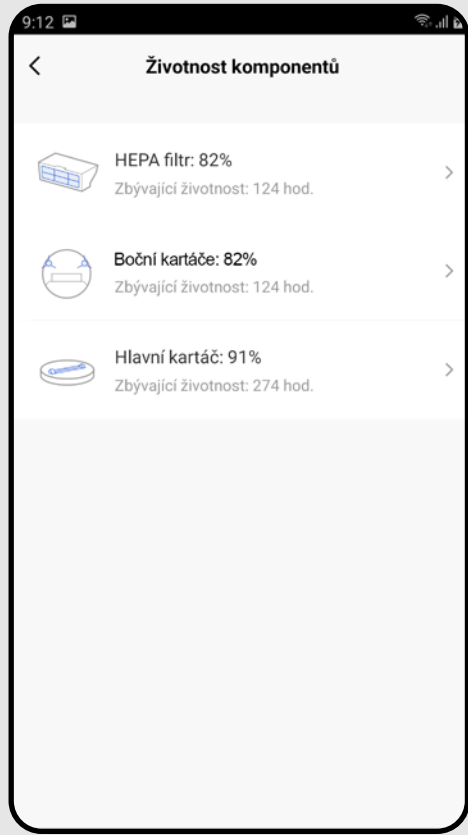 9:12
Životnost komponentů
HEPA filtr: 82%
Zbývající životnost: 124 hod.
Boční kartáče: 82%
Zbývající životnost: 124 hod.
Hlavní kartáč: 91%
Zbývající životnost: 274 hod.